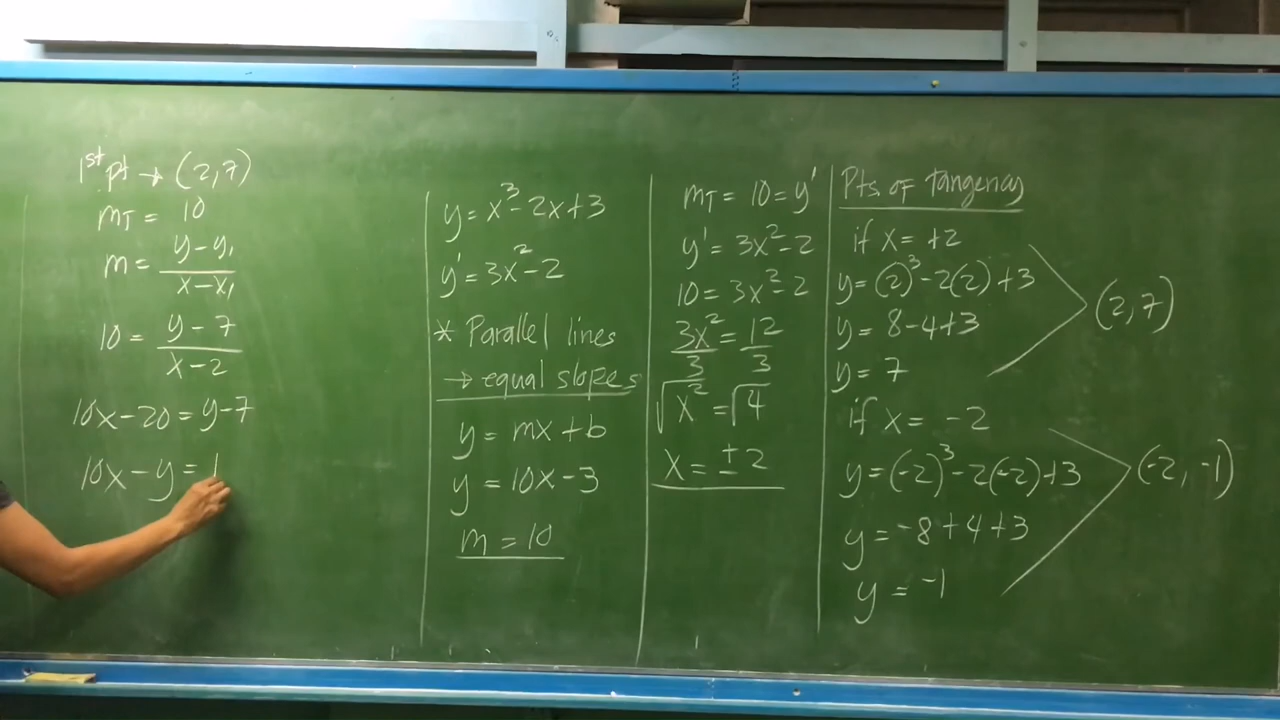 1st pt → (2,7)
mT = 10
m = y-y1 / x-x1
10 = y-7 / x-2
10x-20 = y-7
10x-y = 1
y = x³-2x+3
y' = 3x²-2
* Parallel lines
→ equal slopes
y = mx+b
y = 10x-3
m = 10
mT = 10 = y'
y' = 3x²-2
10 = 3x²-2
3x²/3 = 12/3
√x² = √4
x = ±2
Pts of tangency
if x = +2
y = (2)³-2(2)+3
y = 8-4+3
y = 7
(2,7)
if x = -2
y = (-2)³-2(-2)+3
y = -8+4+3
y = -1
(-2,-1)